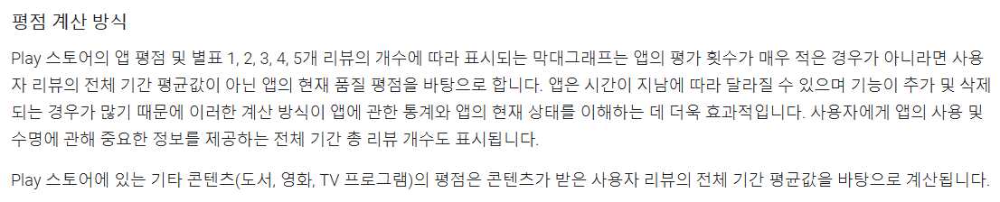 평점 계산 방식
Play 스토어의 앱 평점 및 별표 1, 2, 3, 4, 5개 리뷰의 개수에 따라 표시되는 막대그래프는 앱의 평가 횟수가 매우 적은 경우가 아니라면 사용
자 리뷰의 전체 기간 평균값이 아닌 앱의 현재 품질 평점을 바탕으로 합니다. 앱은 시간이 지남에 따라 달라질 수 있으며 기능이 추가 및 삭제
되는 경우가 많기 때문에 이러한 계산 방식이 앱에 관한 통계와 앱의 현재 상태를 이해하는 데 더욱 효과적입니다. 사용자에게 앱의 사용 및
수명에 관해 중요한 정보를 제공하는 전체 기간 총 리뷰 개수도 표시됩니다.
Play 스토어에 있는 기타 콘텐츠(도서, 영화, TV 프로그램)의 평점은 콘텐츠가 받은 사용자 리뷰의 전체 기간 평균값을 바탕으로 계산됩니다.